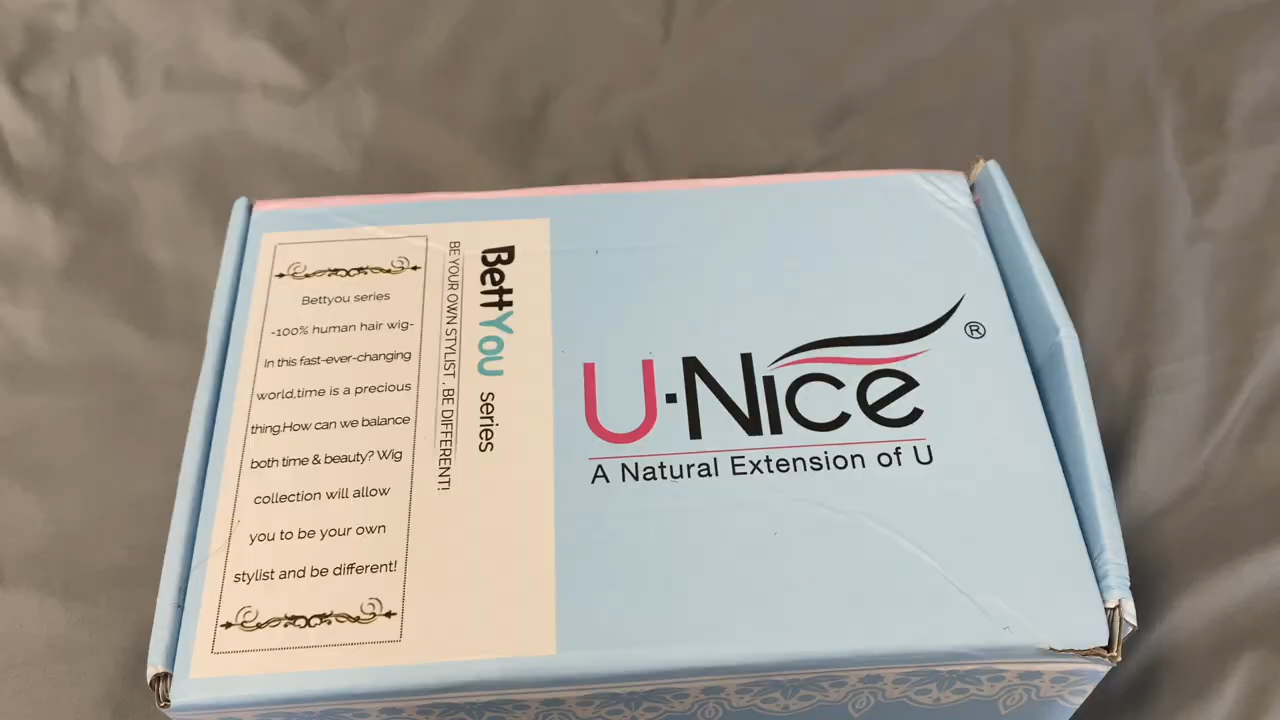 Bettyou series
-100% human hair wig-
In this fast-ever-changing
world,time is a precious
thing.How can we balance
both time & beauty? Wig
collection will allow
you to be your own
stylist and be different!
BettYou series
BE YOUR OWN STYLIST , BE DIFFERENT!
U·Nice ®
A Natural Extension of U